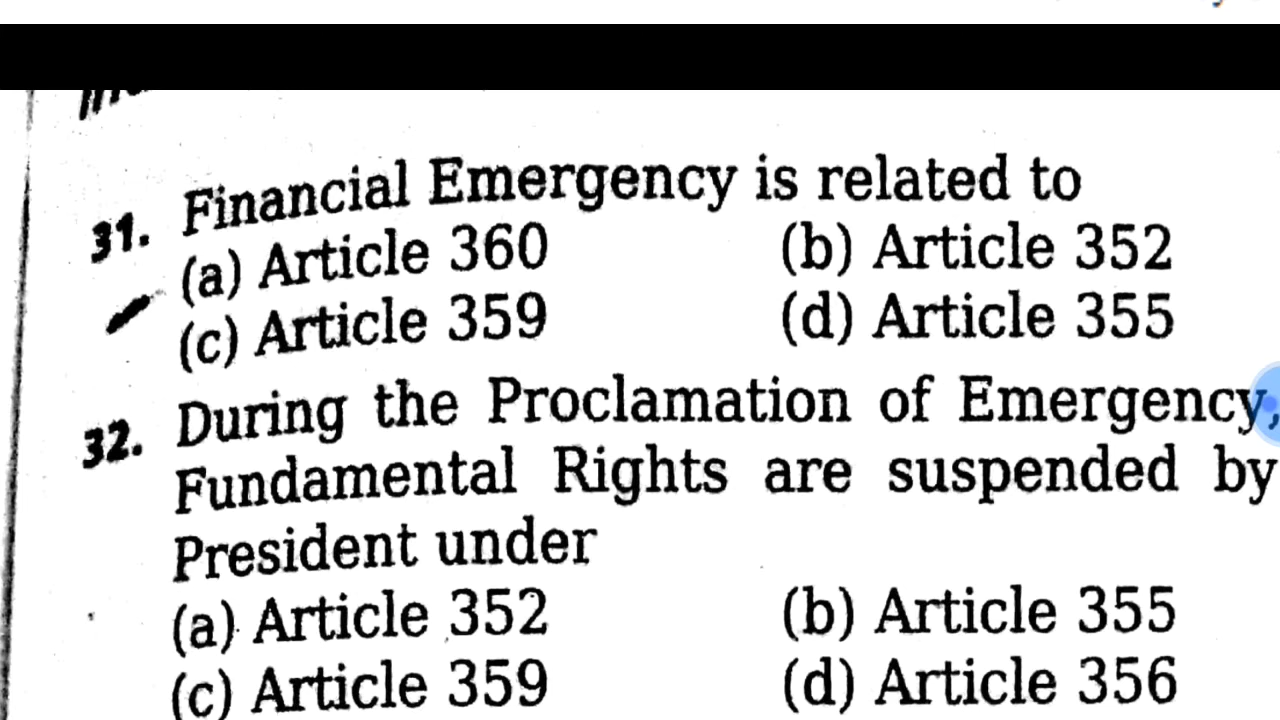 31. Financial Emergency is related to
(a) Article 360 (b) Article 352
(c) Article 359 (d) Article 355
32. During the Proclamation of Emergency,
Fundamental Rights are suspended by
President under
(a) Article 352 (b) Article 355
(c) Article 359 (d) Article 356